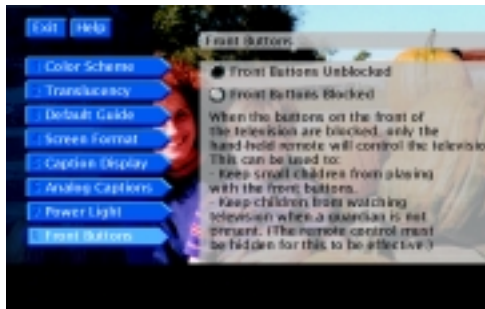 Exit Help
Front Buttons
Color Scheme
Translucency
Default Guide
Screen Format
Caption Display
Analog Captions
Power Light
Front Buttons
Front Buttons Unblocked
Front Buttons Blocked
When the buttons on the front of
the television are blocked, only the
hand-held remote will control the televisio
This can be used to:
- Keep small children from playing
with the front buttons.
- Keep children from watching
television when a guardian is not
present. (The remote control must
be hidden for this to be effective.)